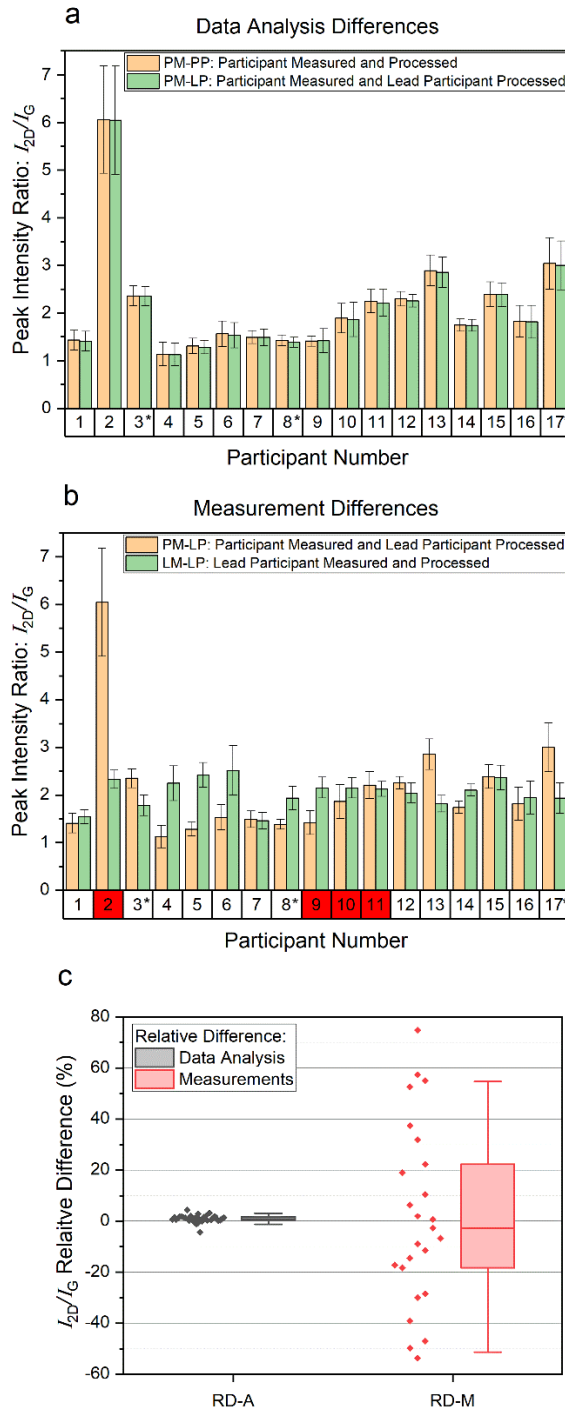 a
Data Analysis Differences
PM-PP: Participant Measured and Processed
PM-LP: Participant Measured and Lead Participant Processed
Peak Intensity Ratio: I2D/IG
7
6
5
4
3
2
1
0
1 2 3* 4 5 6 7 8* 9 10 11 12 13 14 15 16 17*
Participant Number
b
Measurement Differences
PM-LP: Participant Measured and Lead Participant Processed
LM-LP: Lead Participant Measured and Processed
Peak Intensity Ratio: I2D/IG
7
6
5
4
3
2
1
0
1 2 3* 4 5 6 7 8* 9 10 11 12 13 14 15 16 17*
Participant Number
c
Relative Difference:
Data Analysis
Measurements
I2D/IG Relaitve Difference (%)
80
60
40
20
0
-20
-40
-60
RD-A RD-M